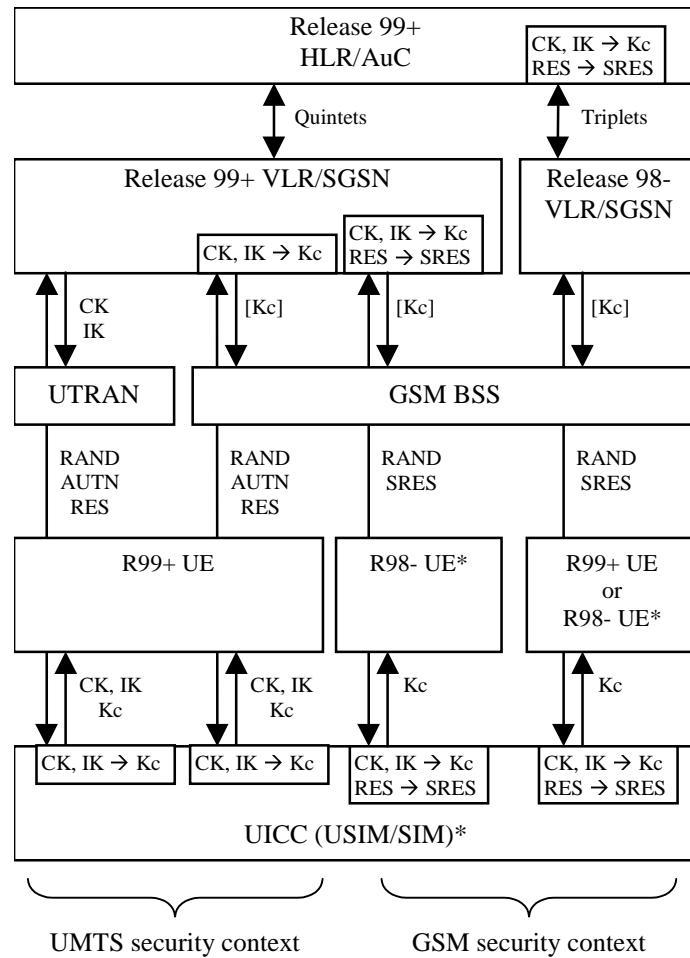 Release 99+
HLR/AuC
CK, IK → Kc
RES → SRES
Quintets
Triplets
Release 99+ VLR/SGSN
Release 98-
VLR/SGSN
CK, IK → Kc
CK, IK → Kc
RES → SRES
CK
IK
[Kc]
[Kc]
[Kc]
UTRAN
GSM BSS
RAND
AUTN
RES
RAND
AUTN
RES
RAND
SRES
RAND
SRES
R99+ UE
R98- UE*
R99+ UE
or
R98- UE*
CK, IK
Kc
CK, IK
Kc
Kc
Kc
CK, IK → Kc
CK, IK → Kc
CK, IK → Kc
RES → SRES
CK, IK → Kc
RES → SRES
UICC (USIM/SIM)*
UMTS security context
GSM security context